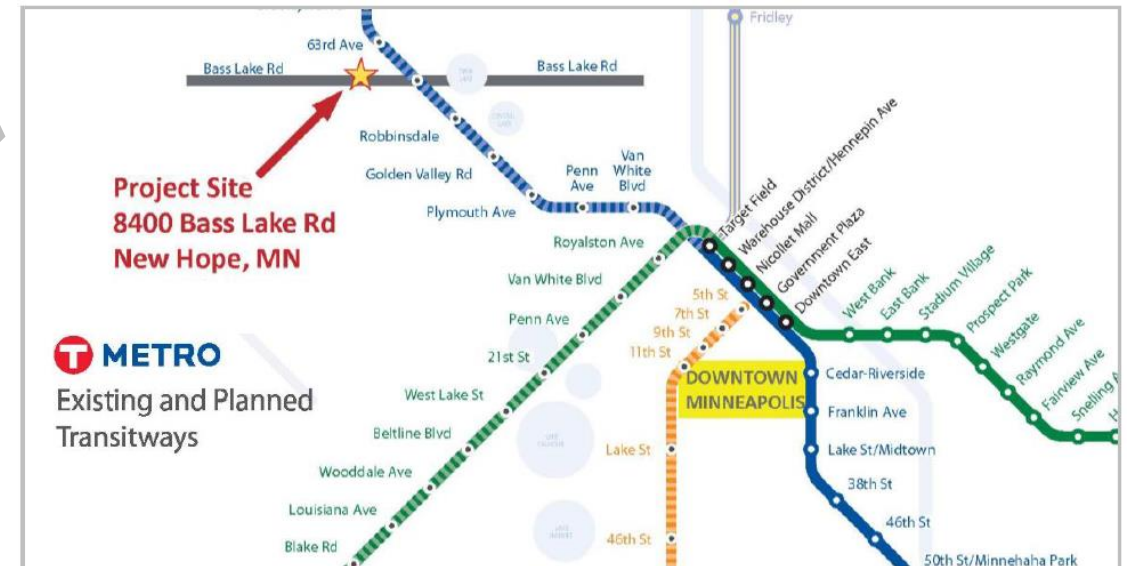 Fridley
63rd Ave
Bass Lake Rd
Bass Lake Rd
Robbinsdale
Golden Valley Rd
Plymouth Ave
Penn
Ave
Van
White
Blvd
Project Site
8400 Bass Lake Rd
New Hope, MN
Target Field
Warehouse District/Hennepin Ave
Nicollet Mall
Government Plaza
Downtown East
Royalston Ave
Van White Blvd
Penn Ave
21st St
West Lake St
Beltline Blvd
Wooddale Ave
Louisiana Ave
Blake Rd
5th St
7th St
9th St
11th St
Lake St
46th St
DOWNTOWN
MINNEAPOLIS
West Bank
East Bank
Stadium Village
Prospect Park
Westgate
Raymond Ave
Fairview Ave
Snelling
Cedar-Riverside
Franklin Ave
Lake St/Midtown
38th St
46th St
50th St/Minnehaha Park
T METRO
Existing and Planned
Transitways